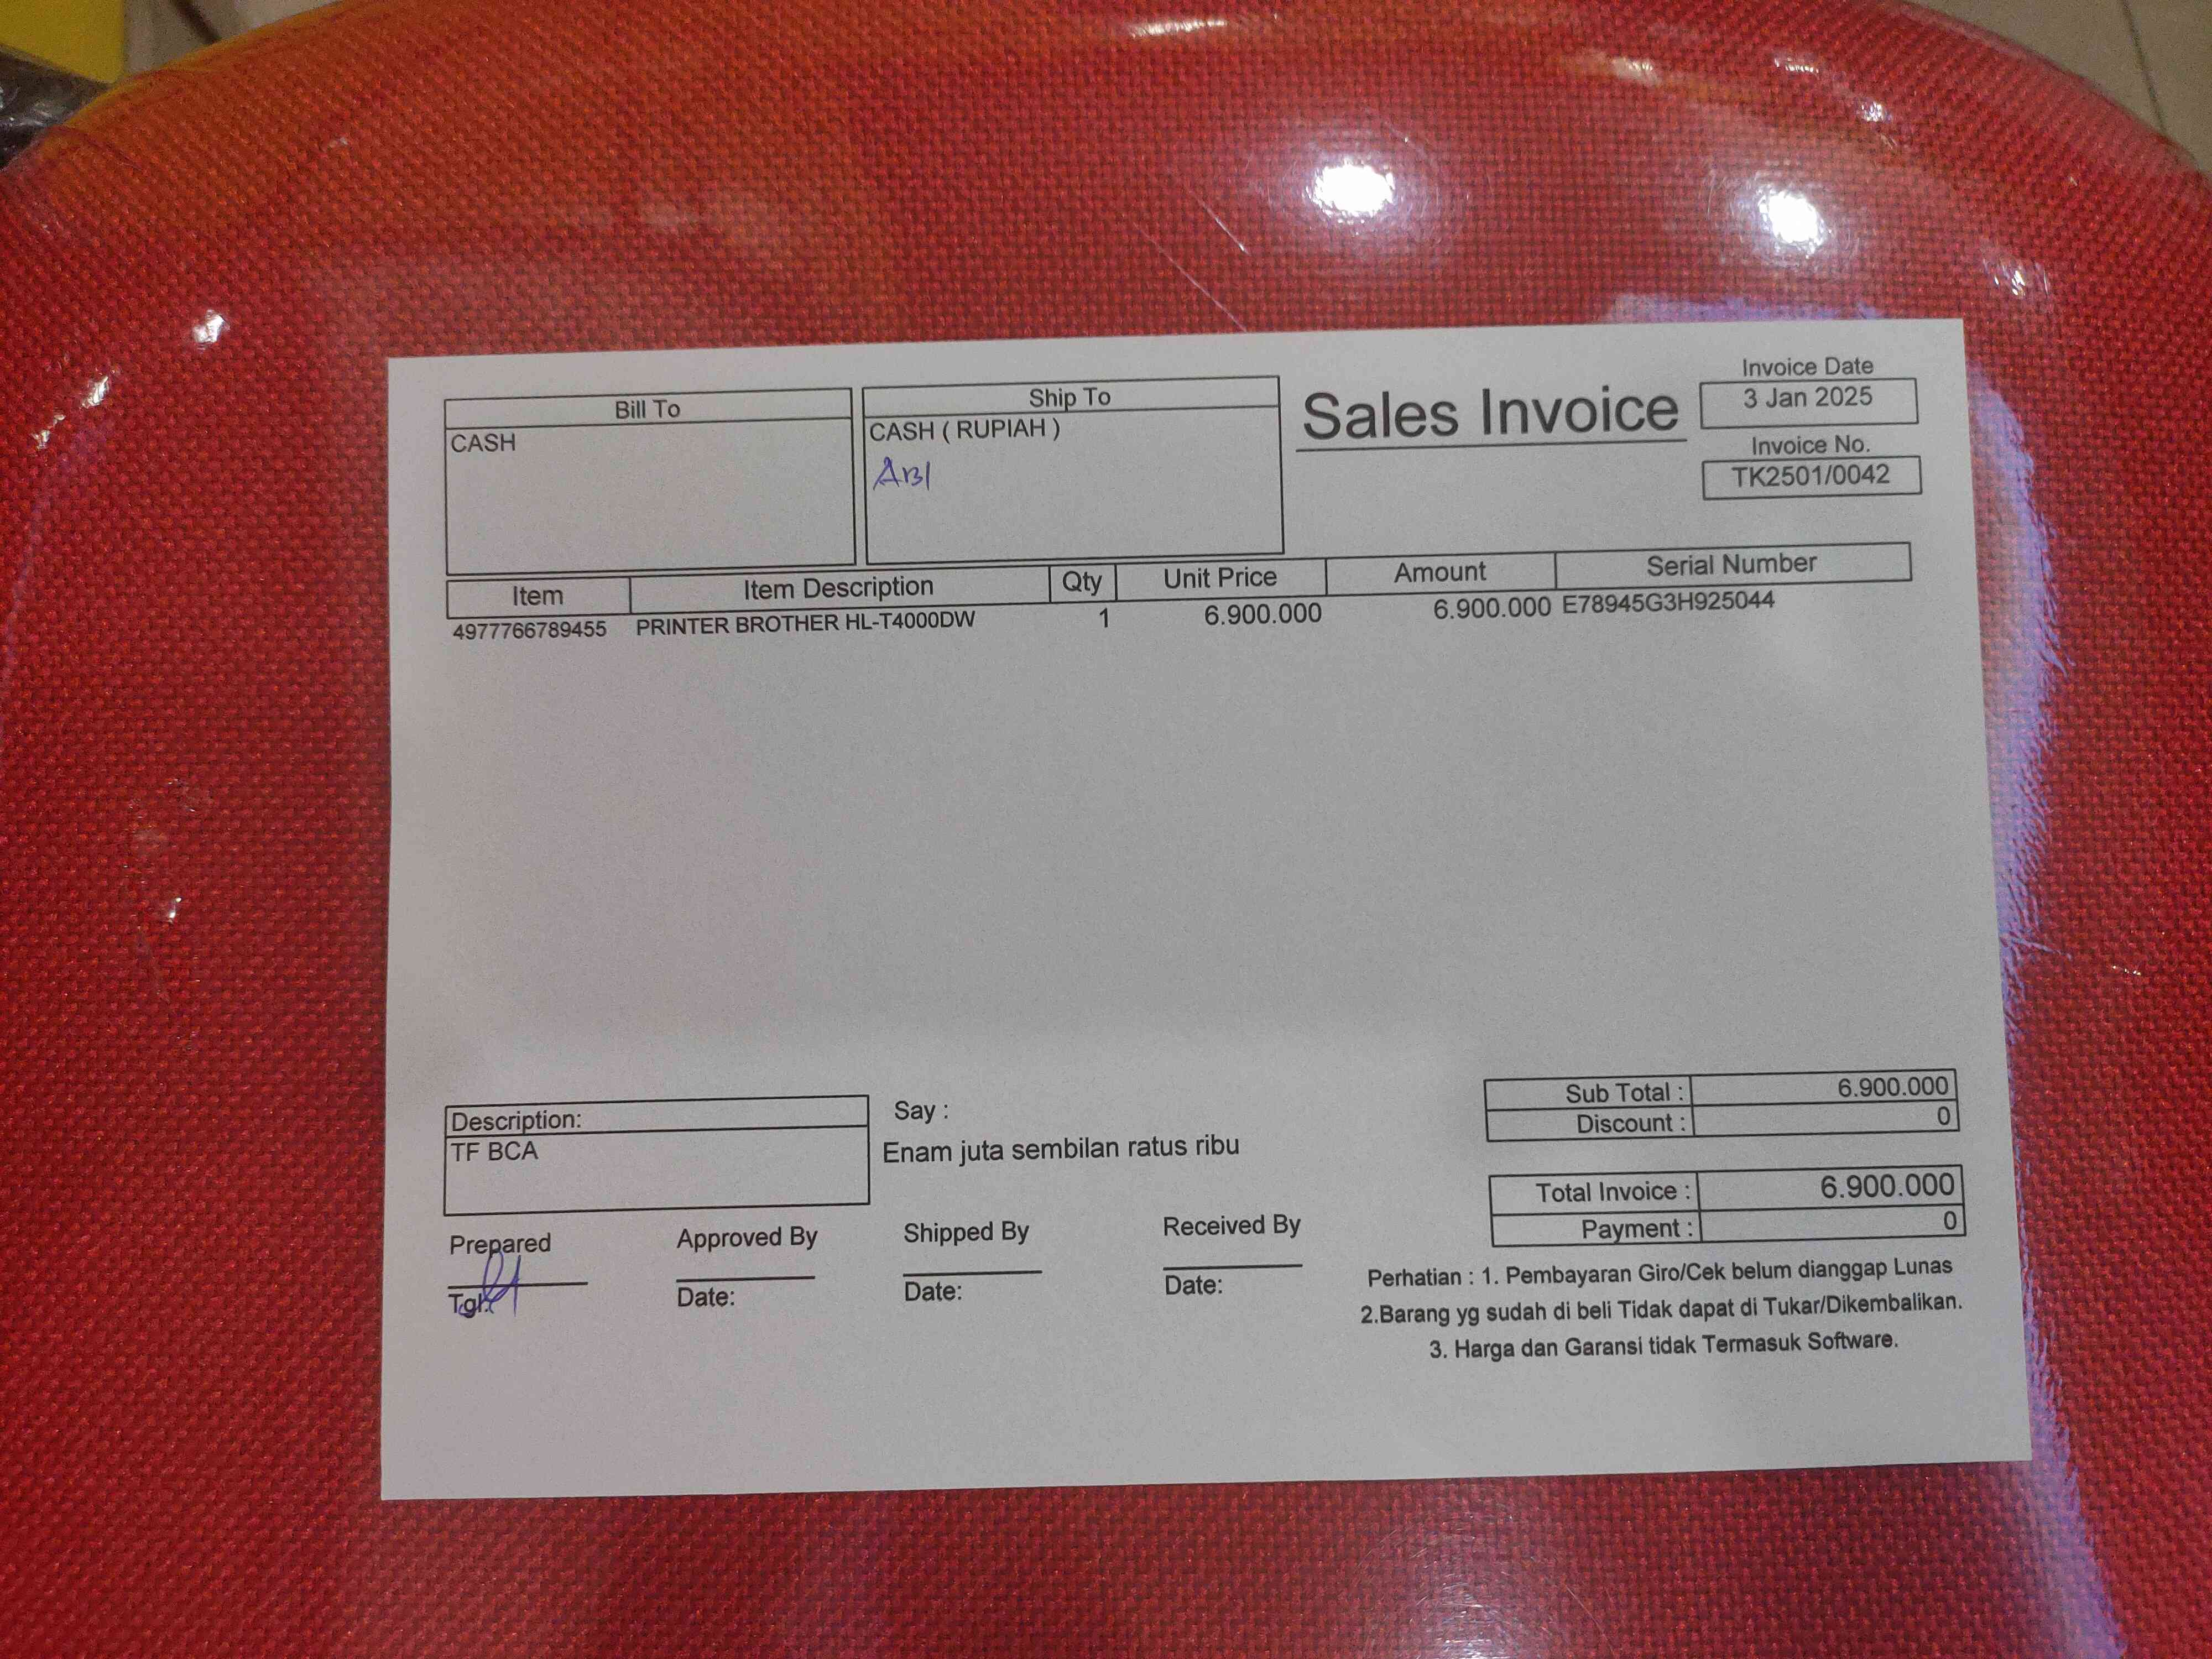 Bill To
CASH
Ship To
CASH ( RUPIAH )
ABI
Sales Invoice
Invoice Date
3 Jan 2025
Invoice No.
TK2501/0042
Item Item Description Qty Unit Price Amount Serial Number
4977766789455 PRINTER BROTHER HL-T4000DW 1 6.900.000 6.900.000 E78945G3H925044
Description:
TF BCA
Say :
Enam juta sembilan ratus ribu
Sub Total : 6.900.000
Discount : 0
Total Invoice : 6.900.000
Payment : 0
Prepared
Tgl.
Approved By
Date:
Shipped By
Date:
Received By
Date:
Perhatian : 1. Pembayaran Giro/Cek belum dianggap Lunas
2.Barang yg sudah di beli Tidak dapat di Tukar/Dikembalikan.
3. Harga dan Garansi tidak Termasuk Software.